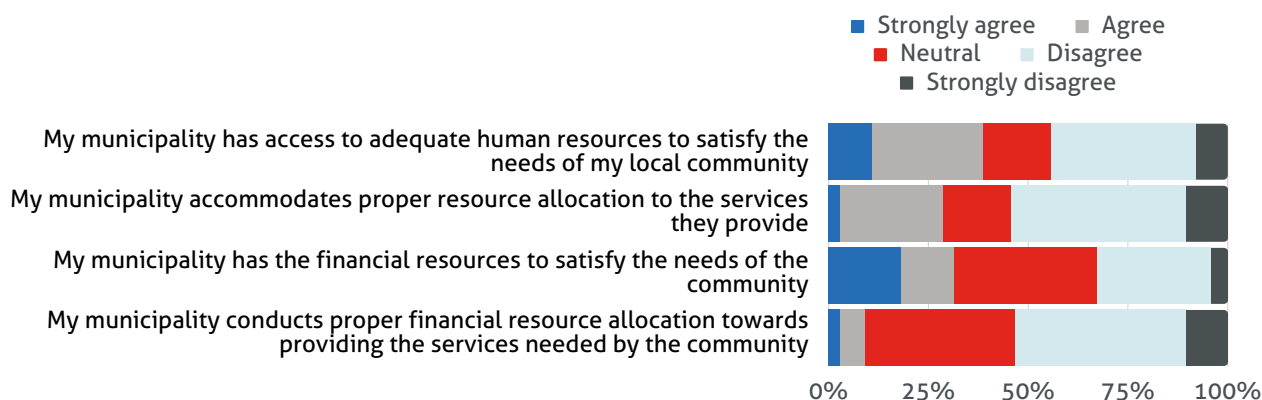 Strongly agree Agree
Neutral Disagree
Strongly disagree
My municipality has access to adequate human resources to satisfy the
needs of my local community
My municipality accommodates proper resource allocation to the services
they provide
My municipality has the financial resources to satisfy the needs of the
community
My municipality conducts proper financial resource allocation towards
providing the services needed by the community
0% 25% 50% 75% 100%